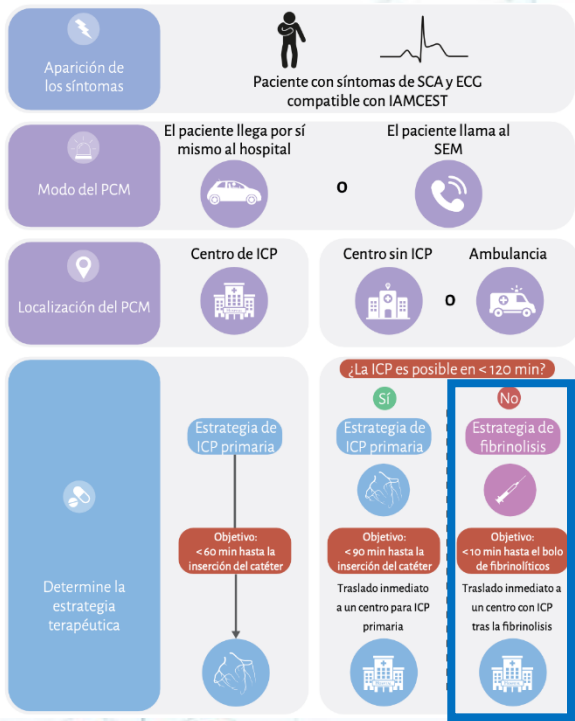 Aparición de
los síntomas
Paciente con síntomas de SCA y ECG
compatible con IAMCEST
Modo del PCM
El paciente llega por sí
mismo al hospital
o
El paciente llama al
SEM
Localización del PCM
Centro de ICP
Centro sin ICP
o
Ambulancia
Determine la
estrategia
terapéutica
Estrategia de
ICP primaria
Objetivo:
< 60 min hasta la
inserción del catéter
¿La ICP es posible en < 120 min?
Sí
Estrategia de
ICP primaria
Objetivo:
< 90 min hasta la
inserción del catéter
Traslado inmediato
a un centro para ICP
primaria
No
Estrategia de
fibrinolisis
Objetivo:
< 10 min hasta el bolo
de fibrinolíticos
Traslado inmediato a
un centro con ICP
tras la fibrinolisis